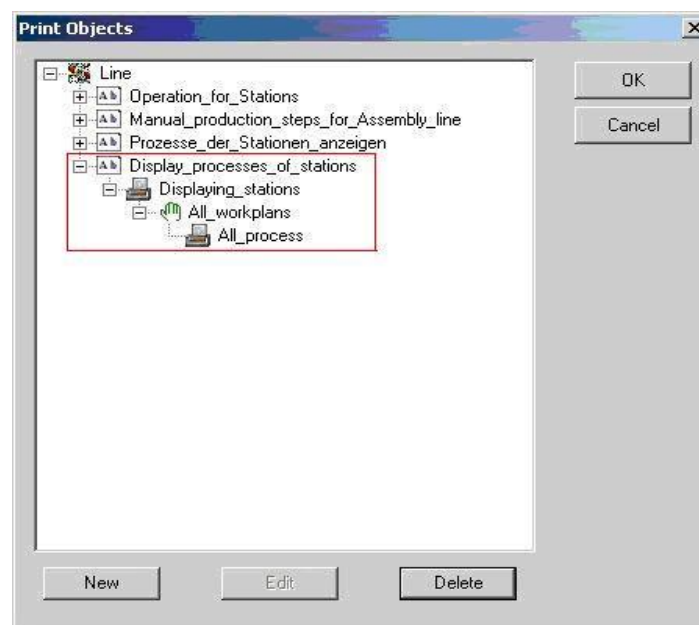 Print Objects
Line
Operation_for_Stations
Manual_production_steps_for_Assembly_line
Prozesse_der_Stationen_anzeigen
Display_processes_of_stations
Displaying_stations
All_workplans
All_process
OK
Cancel
New
Edit
Delete